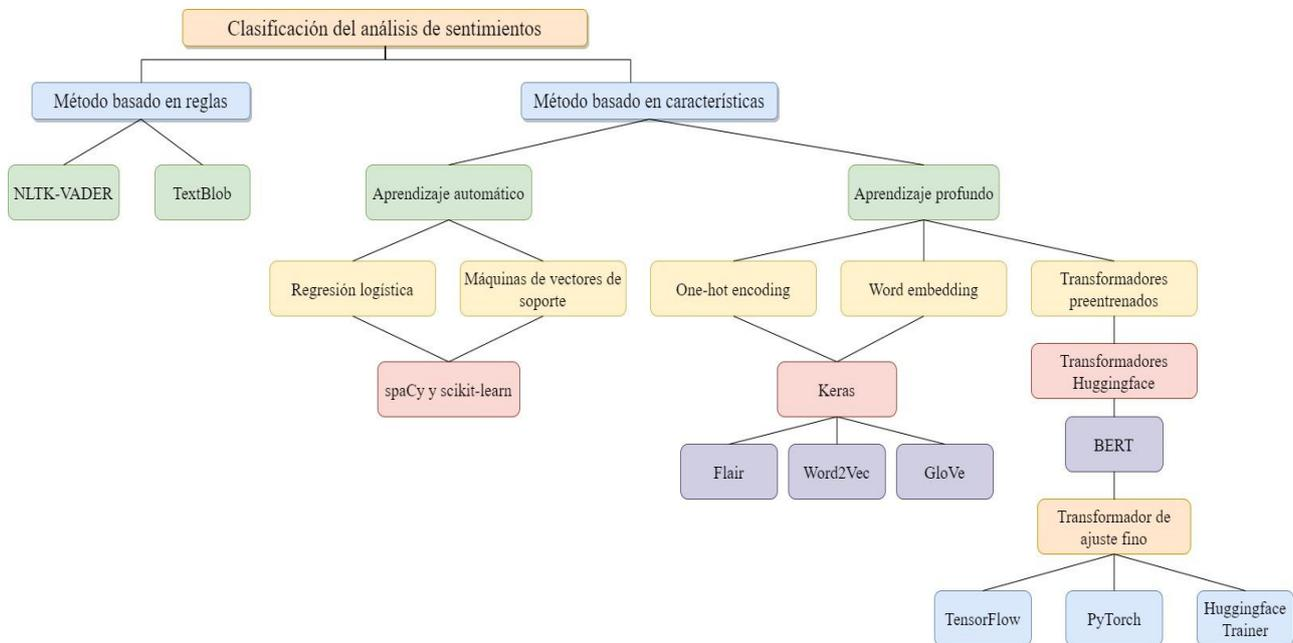 Clasificación del análisis de sentimientos
Método basado en reglas
Método basado en características
NLTK-VADER
TextBlob
Aprendizaje automático
Aprendizaje profundo
Regresión logística
Máquinas de vectores de
soporte
One-hot encoding
Word embedding
Transformadores
preentrenados
spaCy y scikit-learn
Keras
Transformadores
Huggingface
Flair
Word2Vec
GloVe
BERT
Transformador de
ajuste fino
TensorFlow
PyTorch
Huggingface
Trainer